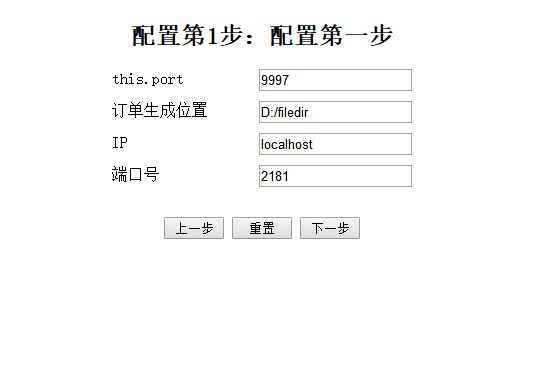 配置第1步：配置第一步
this.port 9997
订单生成位置 D:/filedir
IP localhost
端口号 2181
上一步 重置 下一步